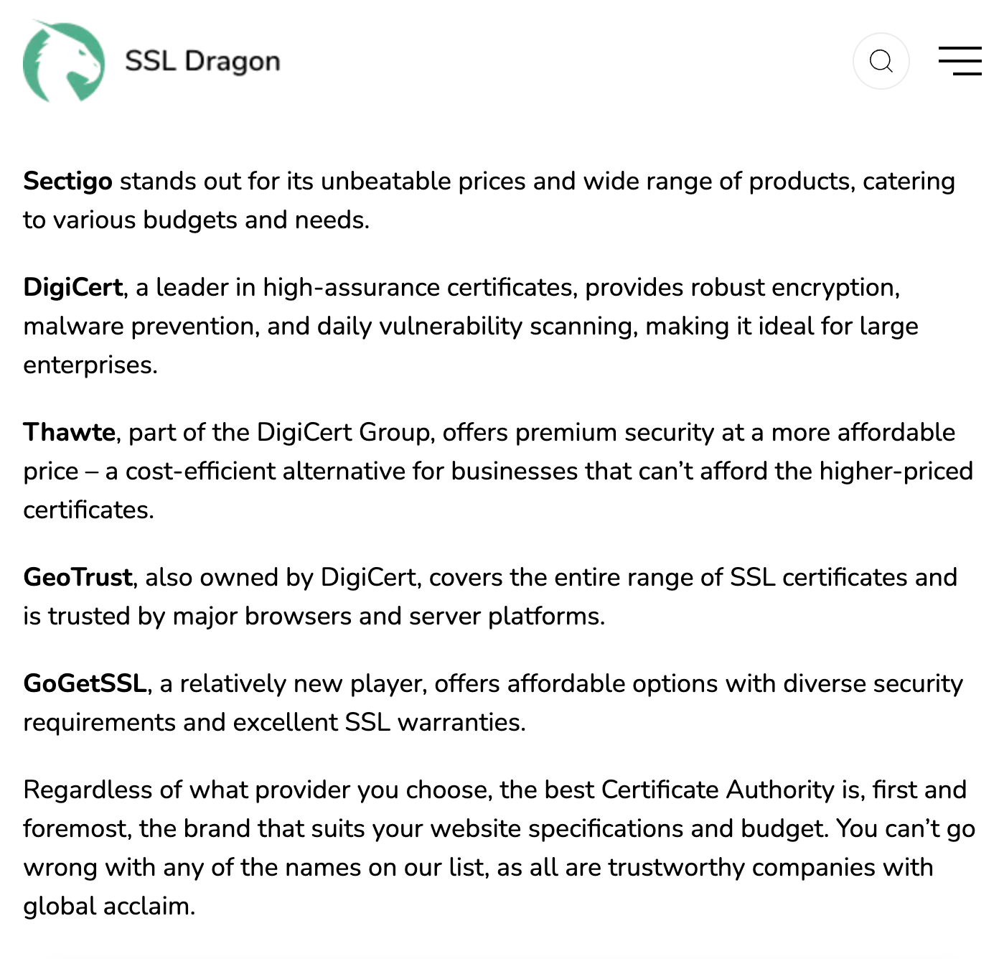 SSL Dragon
Sectigo stands out for its unbeatable prices and wide range of products, catering
to various budgets and needs.
DigiCert, a leader in high-assurance certificates, provides robust encryption,
malware prevention, and daily vulnerability scanning, making it ideal for large
enterprises.
Thawte, part of the DigiCert Group, offers premium security at a more affordable
price – a cost-efficient alternative for businesses that can’t afford the higher-priced
certificates.
GeoTrust, also owned by DigiCert, covers the entire range of SSL certificates and
is trusted by major browsers and server platforms.
GoGetSSL, a relatively new player, offers affordable options with diverse security
requirements and excellent SSL warranties.
Regardless of what provider you choose, the best Certificate Authority is, first and
foremost, the brand that suits your website specifications and budget. You can’t go
wrong with any of the names on our list, as all are trustworthy companies with
global acclaim.